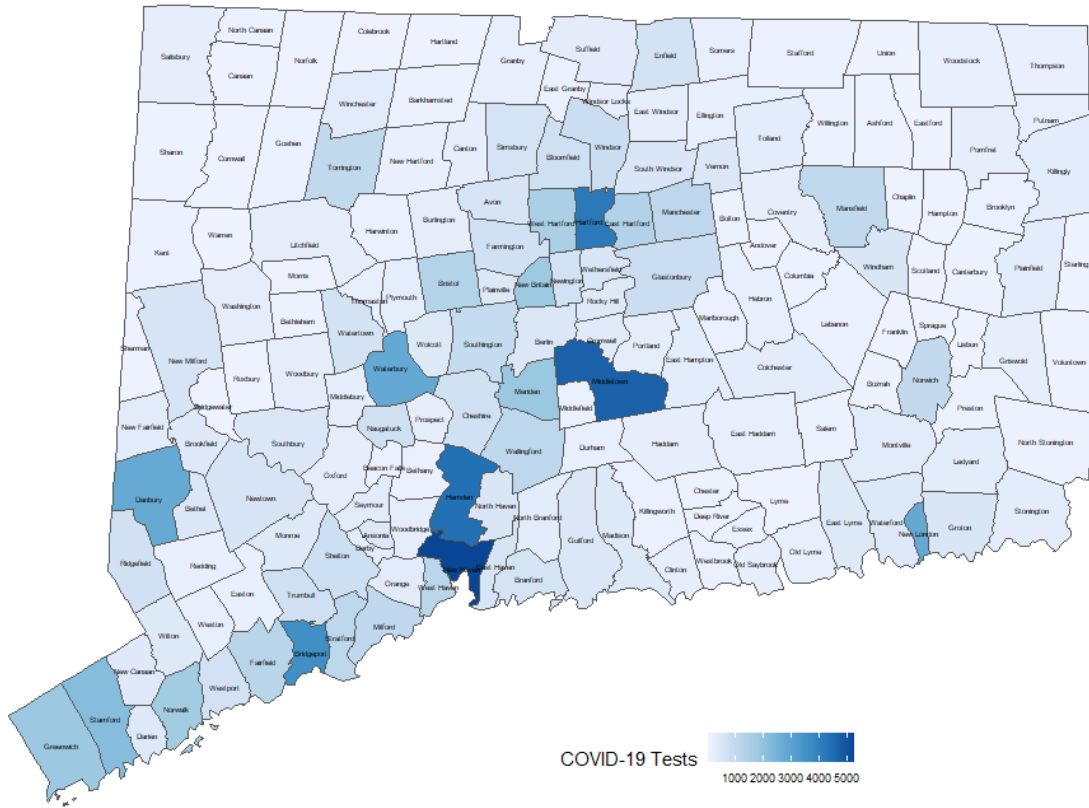 Colebrook
North Canaan
Hartland
Suffield
Enfield
Somers
Stafford
Union
Woodstock
Thompson
Salisbury
Canaan
Norfolk
Granby
East Granby
Windsor Locks
Winchester
Barkhamsted
East Windsor
Ellington
Willington
Ashford
Eastford
Putnam
Sharon
Cornwall
Goshen
Torrington
New Hartford
Canton
Simsbury
Bloomfield
Windsor
South Windsor
Vernon
Tolland
Pomfret
Killingly
Kent
Warren
Litchfield
Harwinton
Burlington
Avon
Farmington
West Hartford
Hartford
East Hartford
Manchester
Bolton
Coventry
Mansfield
Chaplin
Hampton
Brooklyn
Washington
Morris
Bethlehem
Thomaston
Plymouth
Bristol
Plainville
New Britain
Newington
Wethersfield
Rocky Hill
Glastonbury
Andover
Columbia
Hebron
Marlborough
Windham
Scotland
Canterbury
Plainfield
Sterling
Sherman
New Milford
Roxbury
Woodbury
Watertown
Waterbury
Wolcott
Southington
Berlin
Cromwell
Portland
East Hampton
Middletown
Colchester
Lebanon
Franklin
Sprague
Lisbon
Griswold
Voluntown
Bridgewater
Middlebury
Meriden
Middlefield
Bozrah
Norwich
Preston
New Fairfield
Brookfield
Southbury
Naugatuck
Prospect
Cheshire
Wallingford
Durham
Haddam
East Haddam
Salem
Montville
Ledyard
North Stonington
Danbury
Bethel
Newtown
Oxford
Beacon Falls
Bethany
Hamden
Seymour
Woodbridge
North Haven
North Branford
Guilford
Madison
Killingworth
Chester
Deep River
Essex
Lyme
East Lyme
Waterford
New London
Groton
Stonington
Ridgefield
Redding
Monroe
Shelton
Ansonia
Derby
Orange
West Haven
New Haven
East Haven
Branford
Clinton
Westbrook
Old Saybrook
Old Lyme
Easton
Trumbull
Weston
Wilton
Stratford
Milford
Bridgeport
Fairfield
Westport
New Canaan
Norwalk
Darien
Stamford
Greenwich
COVID-19 Tests
1000 2000 3000 4000 5000